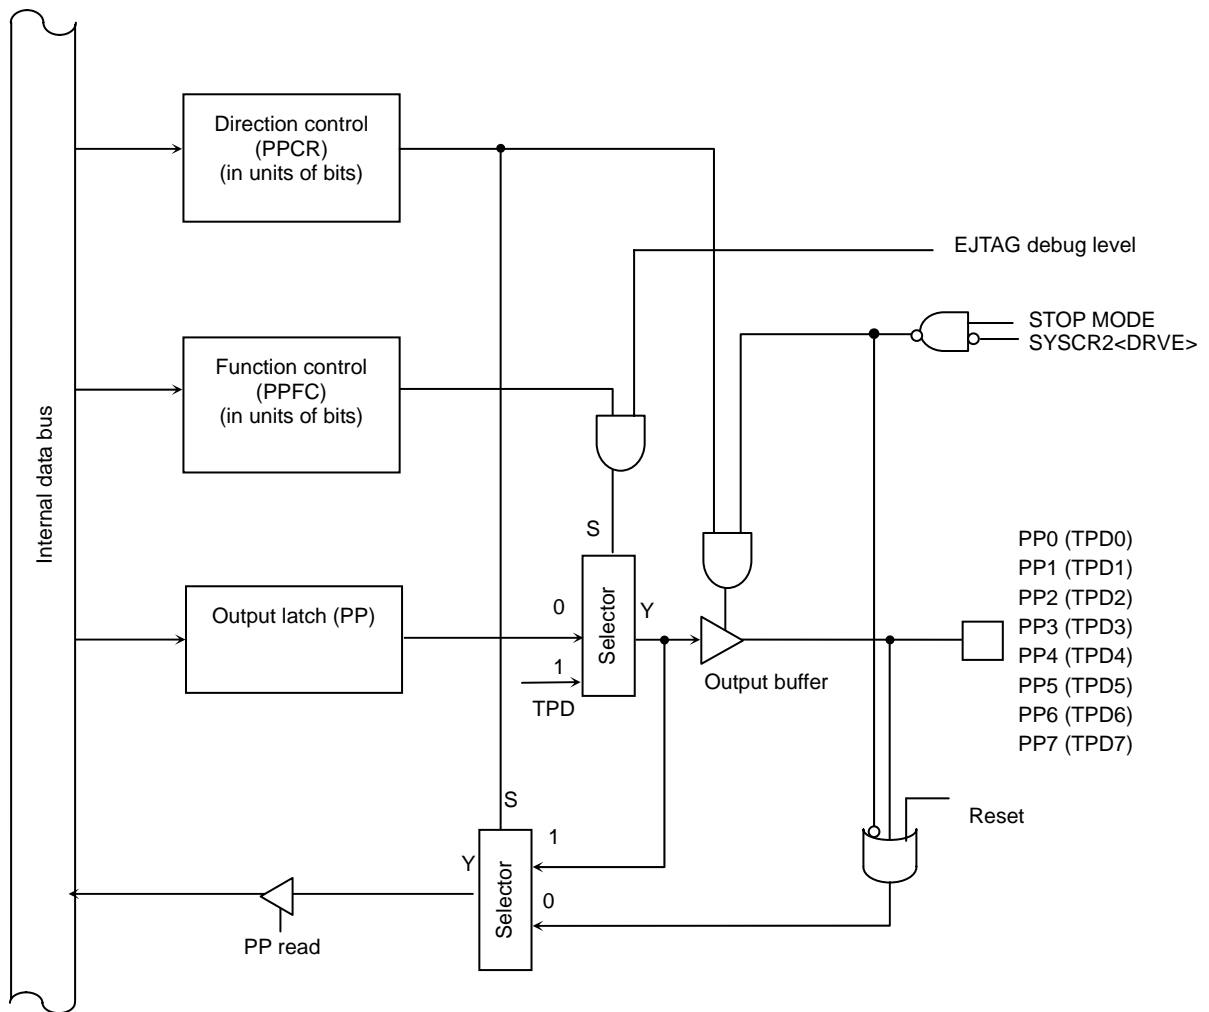 Direction control
(PPCR)
(in units of bits)
EJTAG debug level
STOP MODE
SYSCR2<DRVE>
Function control
(PPFC)
(in units of bits)
Internal data bus
S
PP0 (TPD0)
PP1 (TPD1)
PP2 (TPD2)
PP3 (TPD3)
PP4 (TPD4)
PP5 (TPD5)
PP6 (TPD6)
PP7 (TPD7)
Output latch (PP)
0
Selector
Y
1
TPD
Output buffer
S
Reset
Y
Selector
1
0
PP read